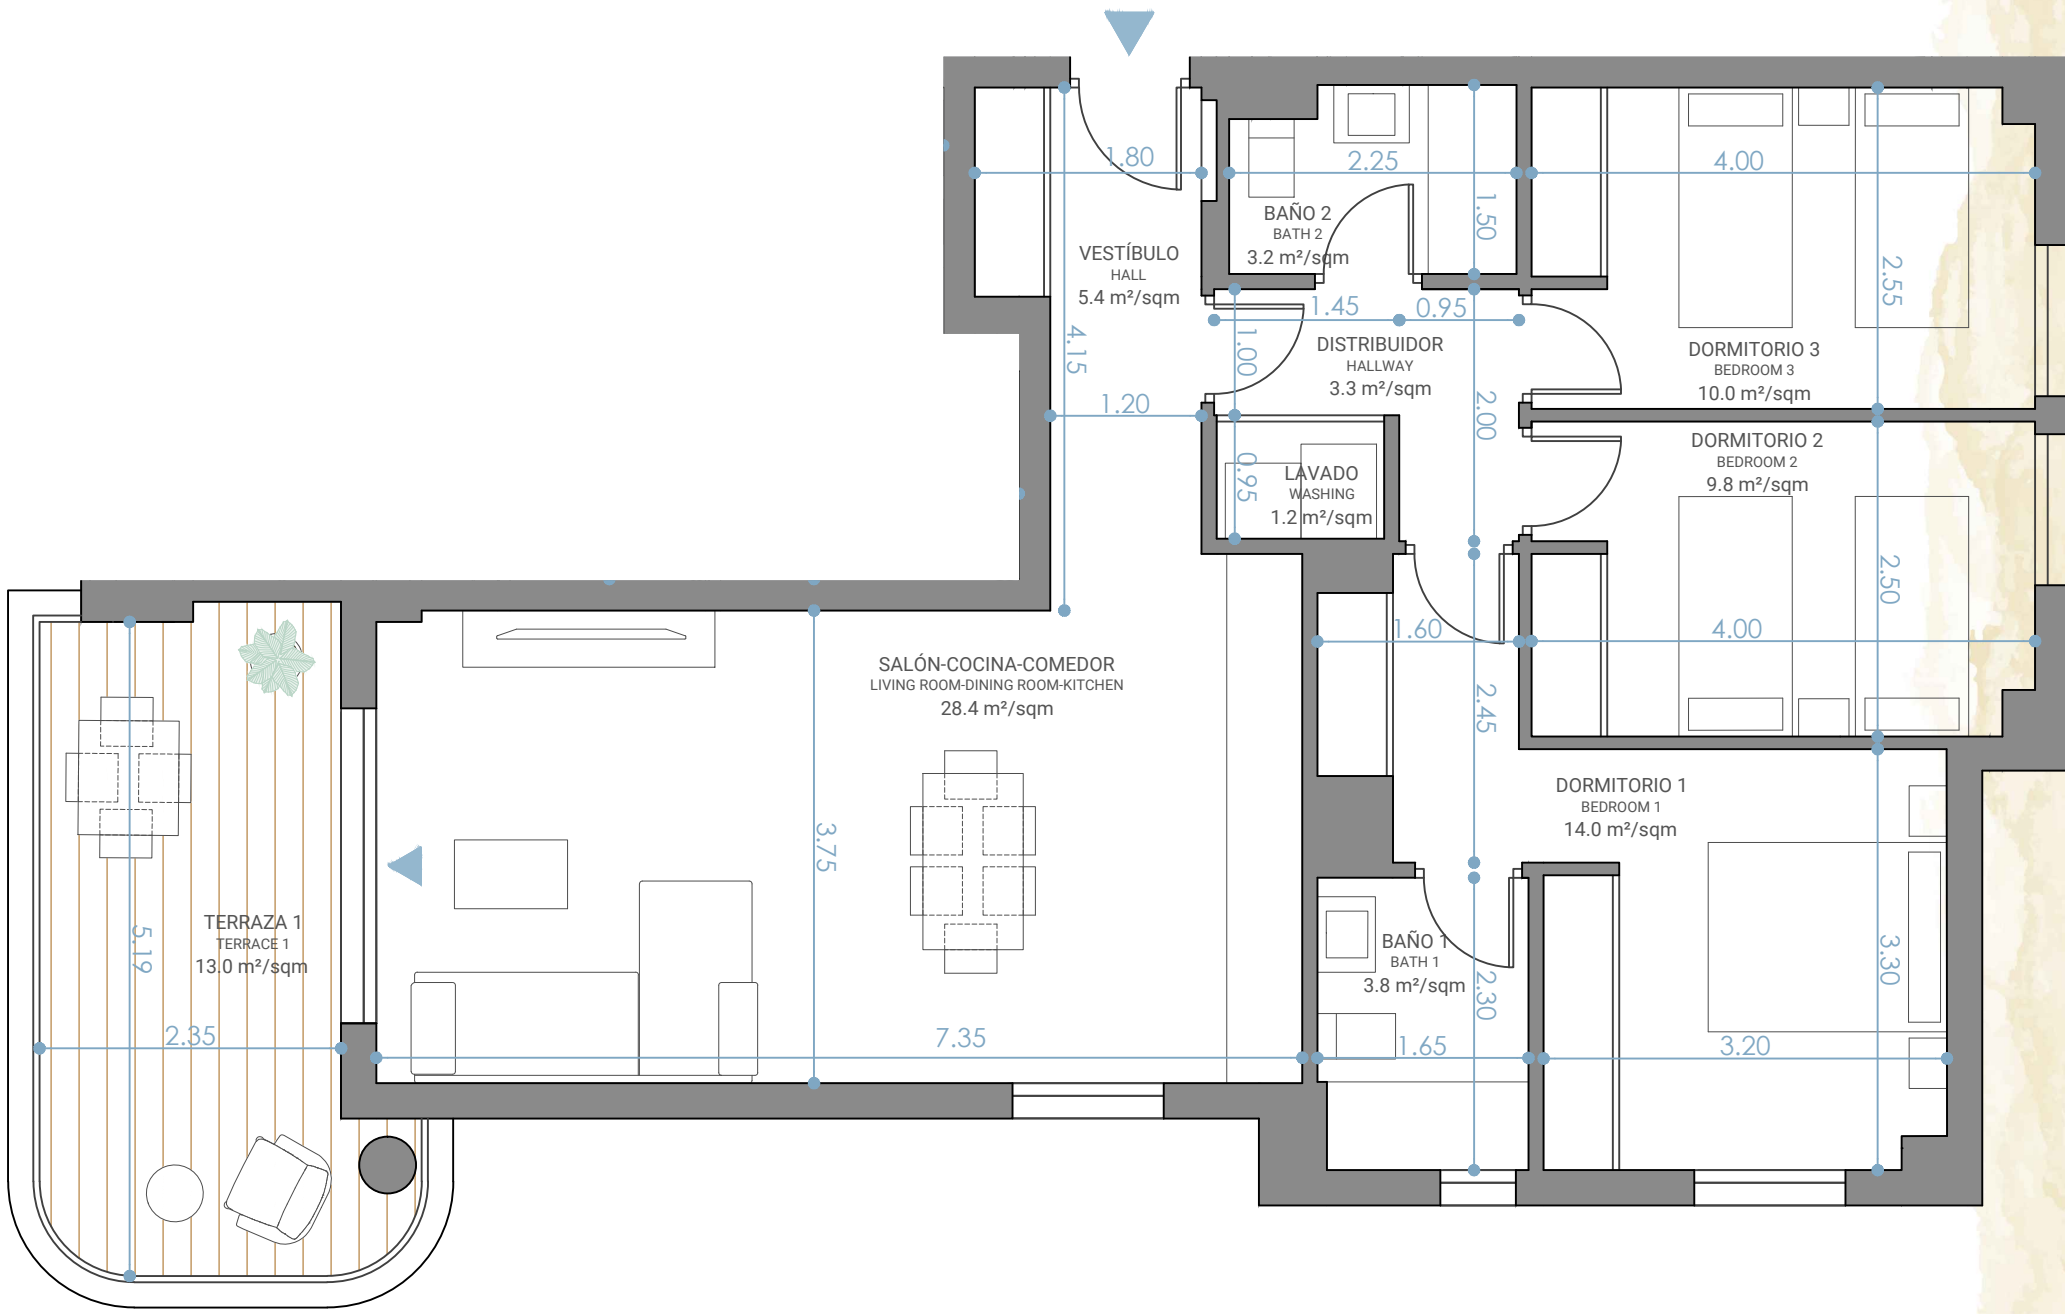 1.80
2.25
4.00
1.50
BAÑO 2
BATH 2
3.2 m²/sqm
VESTÍBULO
HALL
5.4 m²/sqm
2.55
1.45
0.95
4.15
1.00
DISTRIBUIDOR
HALLWAY
3.3 m²/sqm
DORMITORIO 3
BEDROOM 3
10.0 m²/sqm
1.20
2.00
DORMITORIO 2
BEDROOM 2
9.8 m²/sqm
0.95
LAVADO
WASHING
1.2 m²/sqm
2.50
1.60
4.00
SALÓN-COCINA-COMEDOR
LIVING ROOM-DINING ROOM-KITCHEN
28.4 m²/sqm
2.45
DORMITORIO 1
BEDROOM 1
14.0 m²/sqm
3.75
TERRAZA 1
TERRACE 1
13.0 m²/sqm
5.19
BAÑO 1
BATH 1
3.8 m²/sqm
3.30
2.30
2.35
7.35
1.65
3.20